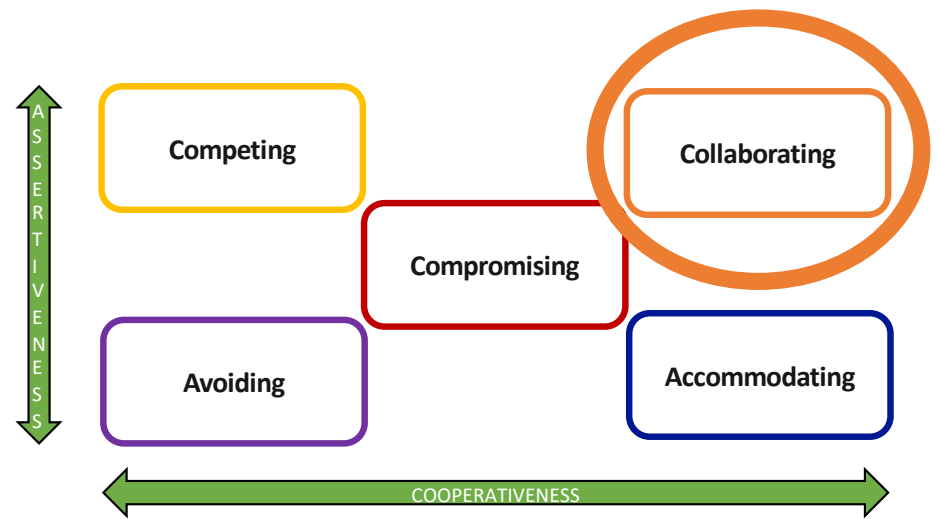 ASSERTIVENESS
Competing
Collaborating
Compromising
Avoiding
Accommodating
COOPERATIVENESS